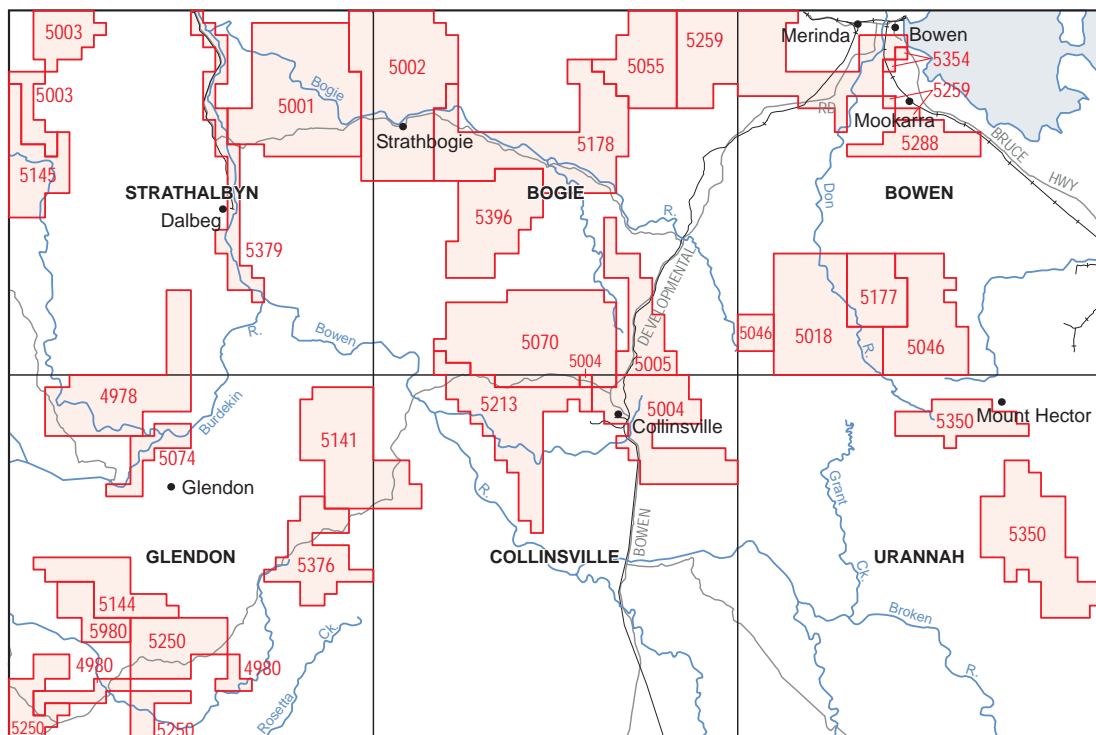 5003
5003
5145
STRATHALBYN
Dalbeg
5379
5001
Bogie
5002
Strathbogie
5178
BOGIE
5396
R.
5055
5259
Merinda
Bowen
5354
5259
Mookarra
5288
RD
BRUCE
HWY
BOWEN
Don
R.
DEVELOPMENTAL
5070
5004
5005
5046
5018
5177
5046
R.
Bowen
4978
Burdekin
5074
Glendon
5141
5213
5004
Collinsville
R.
BOWEN
5350
Mount Hector
Grant
Ck.
5350
GLENDON
5376
COLLINSVILLE
URANNAH
5144
5980
5250
4980
4980
5250
5250
Rosetta
Ck.
Broken
R.